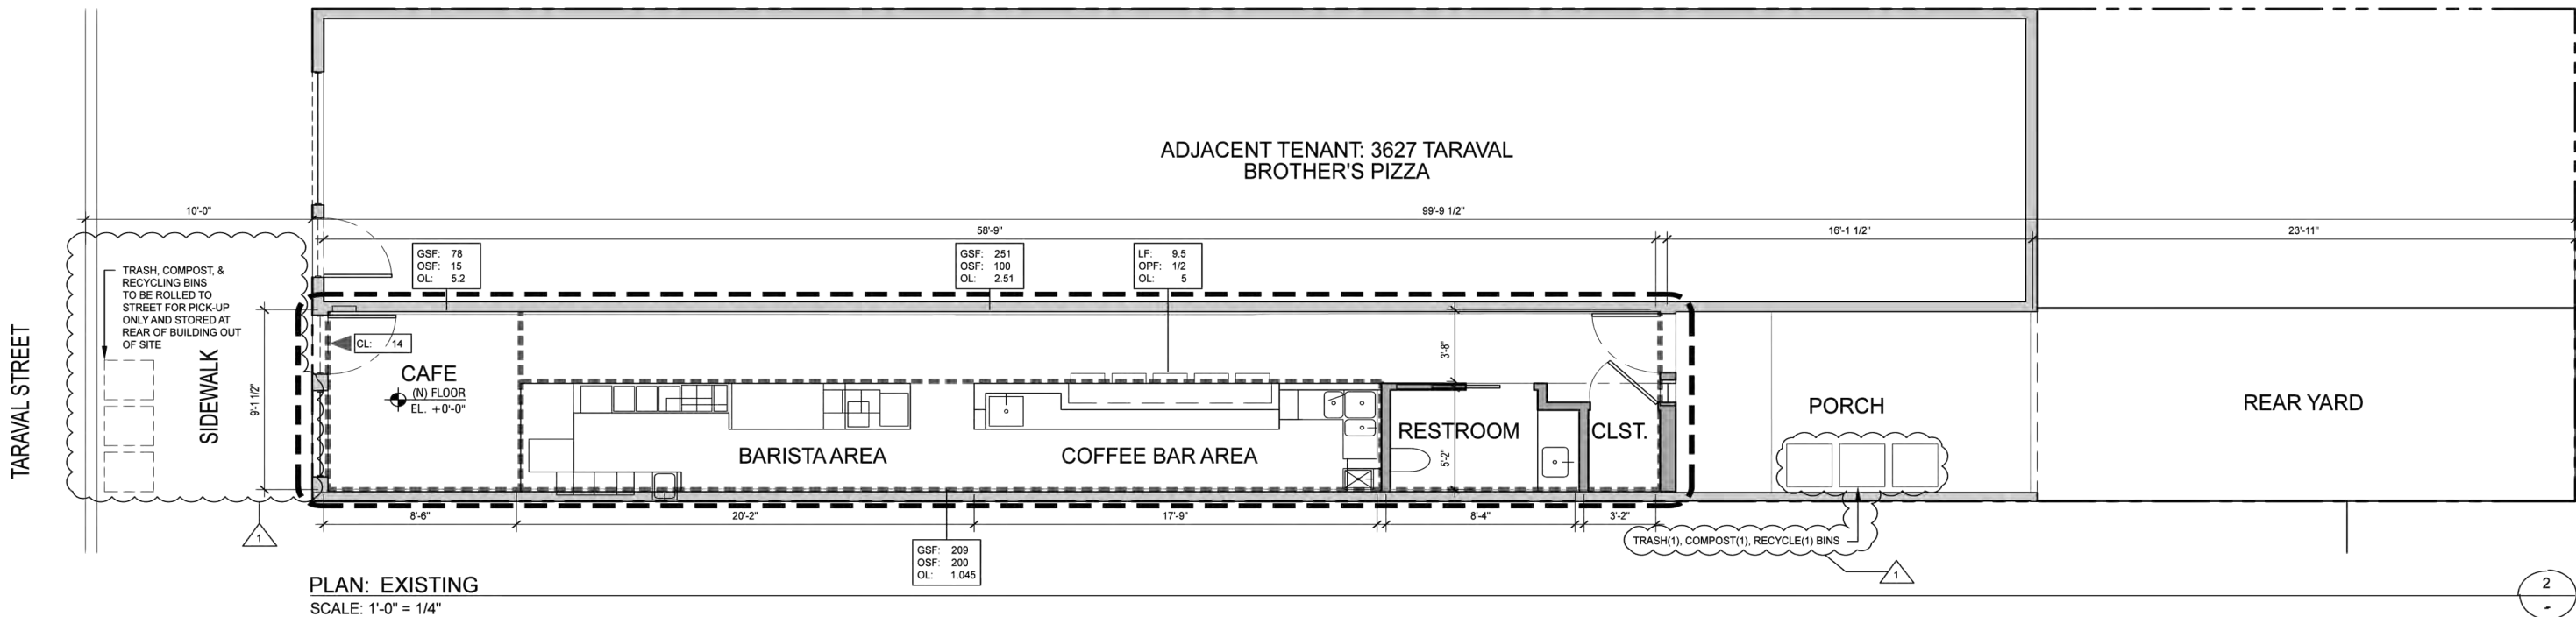 ADJACENT TENANT: 3627 TARAVAL
BROTHER'S PIZZA
10'-0"
99'-9 1/2"
58'-9"
16'-1 1/2"
23'-11"
GSF: 78
OSF: 15
OL: 5.2
GSF: 251
OSF: 100
OL: 2.51
LF: 9.5
OPF: 1/2
OL: 5
TRASH, COMPOST, &
RECYCLING BINS
TO BE ROLLED TO
STREET FOR PICK-UP
ONLY AND STORED AT
REAR OF BUILDING OUT
OF SITE
TARAVAL STREET
SIDEWALK
9'-1 1/2"
CL: 14
CAFE
(N) FLOOR
EL. +0'-0"
BARISTA AREA
COFFEE BAR AREA
3'-8"
5'-2"
RESTROOM
CLST.
PORCH
REAR YARD
8'-6"
20'-2"
17'-9"
8'-4"
3'-2"
1
TRASH(1), COMPOST(1), RECYCLE(1) BINS
1
GSF: 209
OSF: 200
OL: 1.045
PLAN: EXISTING
SCALE: 1'-0" = 1/4"
2
-